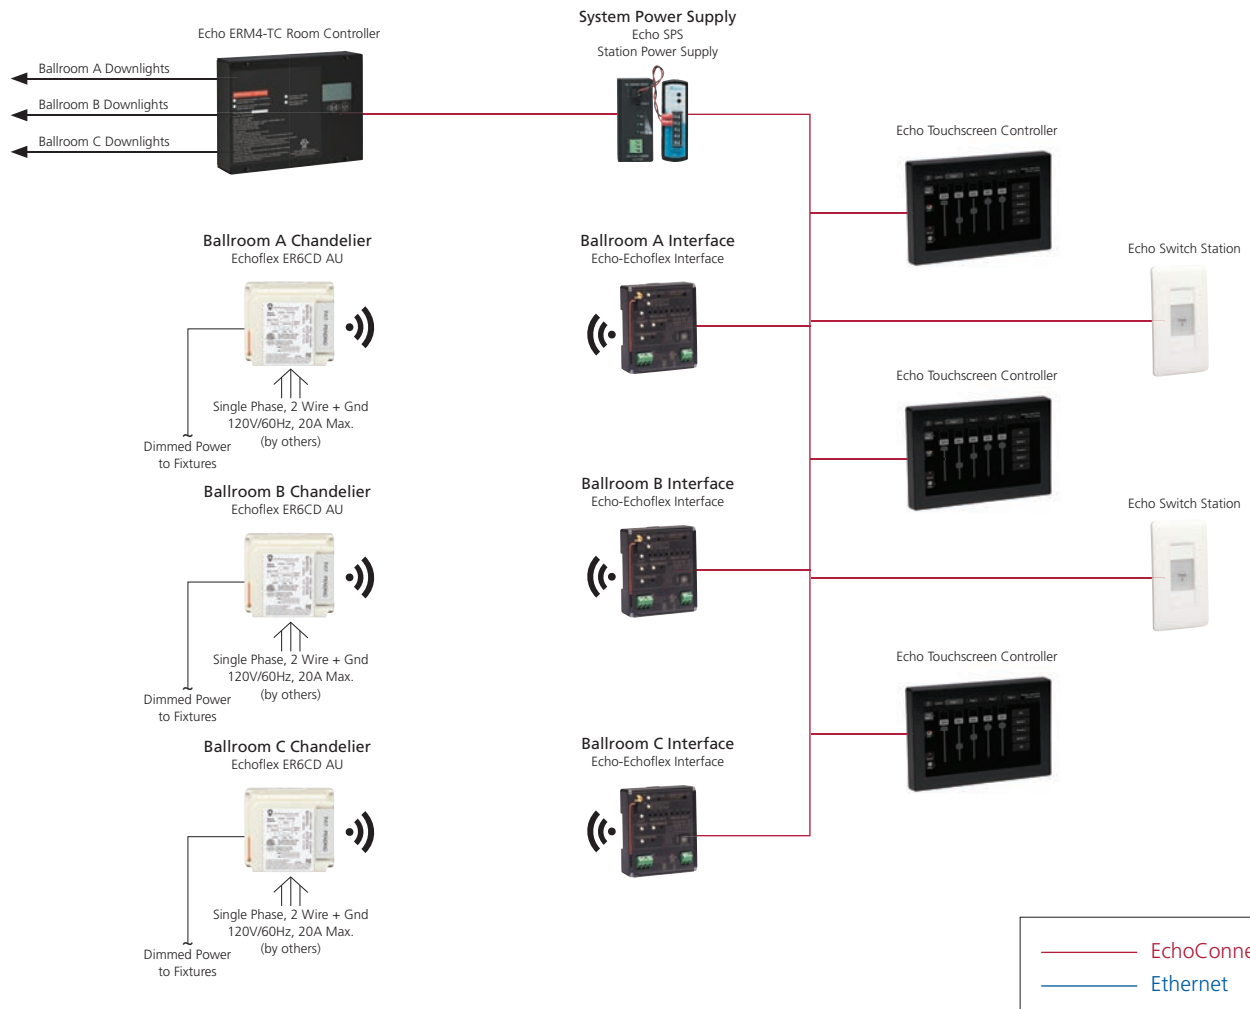 System Power Supply
Echo SPS
Station Power Supply
Echo ERM4-TC Room Controller
Ballroom A Downlights
Ballroom B Downlights
Ballroom C Downlights
Echo Touchscreen Controller
Ballroom A Chandelier
Echoflex ER6CD AU
Ballroom A Interface
Echo-Echoflex Interface
Echo Switch Station
Single Phase, 2 Wire + Gnd
120V/60Hz, 20A Max.
(by others)
Dimmed Power
to Fixtures
Echo Touchscreen Controller
Ballroom B Chandelier
Echoflex ER6CD AU
Ballroom B Interface
Echo-Echoflex Interface
Echo Switch Station
Single Phase, 2 Wire + Gnd
120V/60Hz, 20A Max.
(by others)
Dimmed Power
to Fixtures
Echo Touchscreen Controller
Ballroom C Chandelier
Echoflex ER6CD AU
Ballroom C Interface
Echo-Echoflex Interface
Single Phase, 2 Wire + Gnd
120V/60Hz, 20A Max.
(by others)
Dimmed Power
to Fixtures
EchoConne
Ethernet